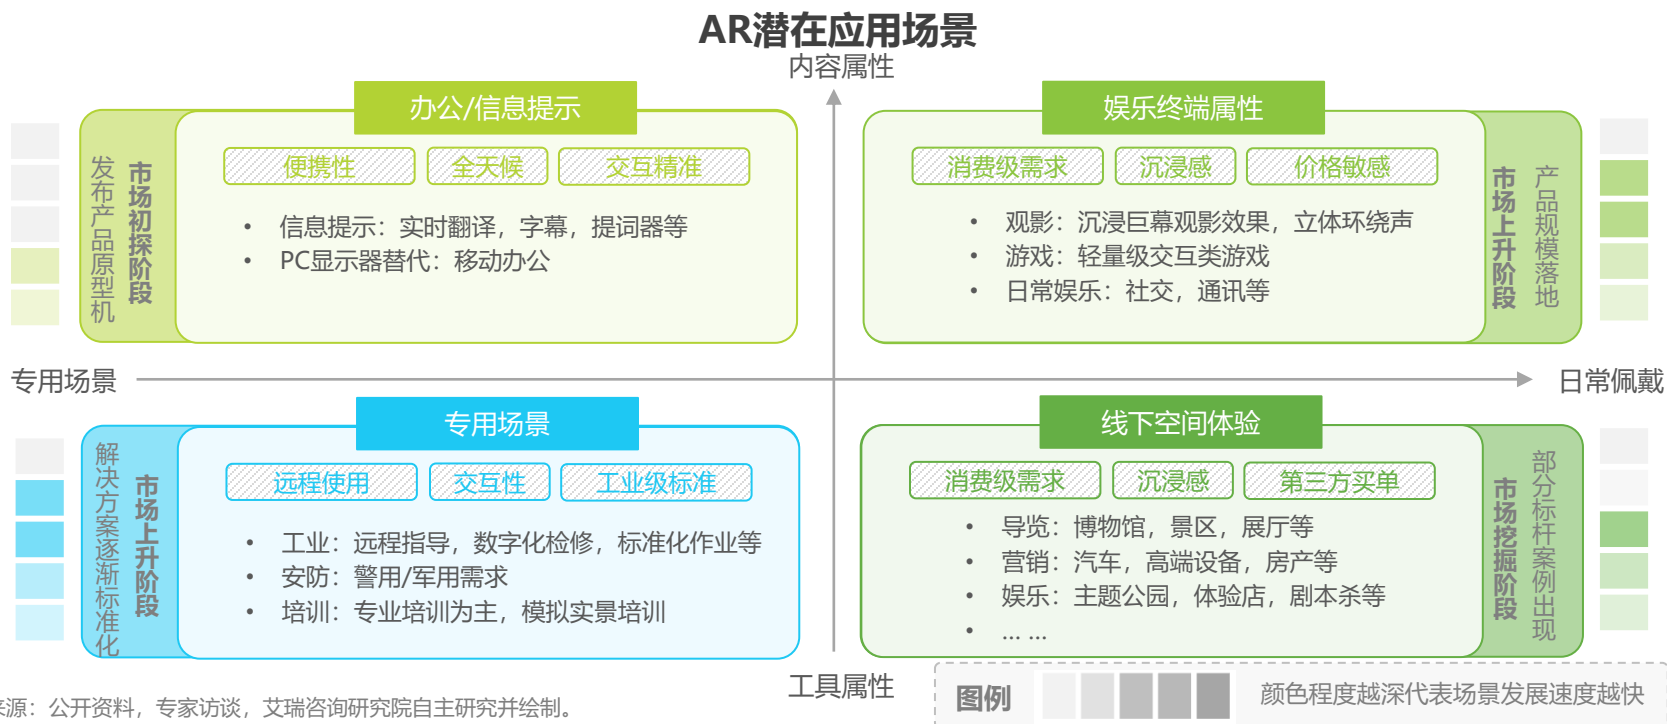 AR潜在应用场景
内容属性
办公/信息提示
便携性
全天候
交互精准
• 信息提示：实时翻译，字幕，提词器等
• PC显示器替代：移动办公
市场初探阶段
发布产品原型机
娱乐终端属性
消费级需求
沉浸感
价格敏感
• 观影：沉浸巨幕观影效果，立体环绕声
• 游戏：轻量级交互类游戏
• 日常娱乐：社交，通讯等
市场上升阶段
产品规模落地
专用场景
日常佩戴
专用场景
远程使用
交互性
工业级标准
• 工业：远程指导，数字化检修，标准化作业等
• 安防：警用/军用需求
• 培训：专业培训为主，模拟实景培训
市场上升阶段
解决方案逐渐标准化
线下空间体验
消费级需求
沉浸感
第三方买单
• 导览：博物馆，景区，展厅等
• 营销：汽车，高端设备，房产等
• 娱乐：主题公园，体验店，剧本杀等
• … …
市场挖掘阶段
部分标杆案例出现
工具属性
图例
颜色程度越深代表场景发展速度越快
来源：公开资料，专家访谈，艾瑞咨询研究院自主研究并绘制。